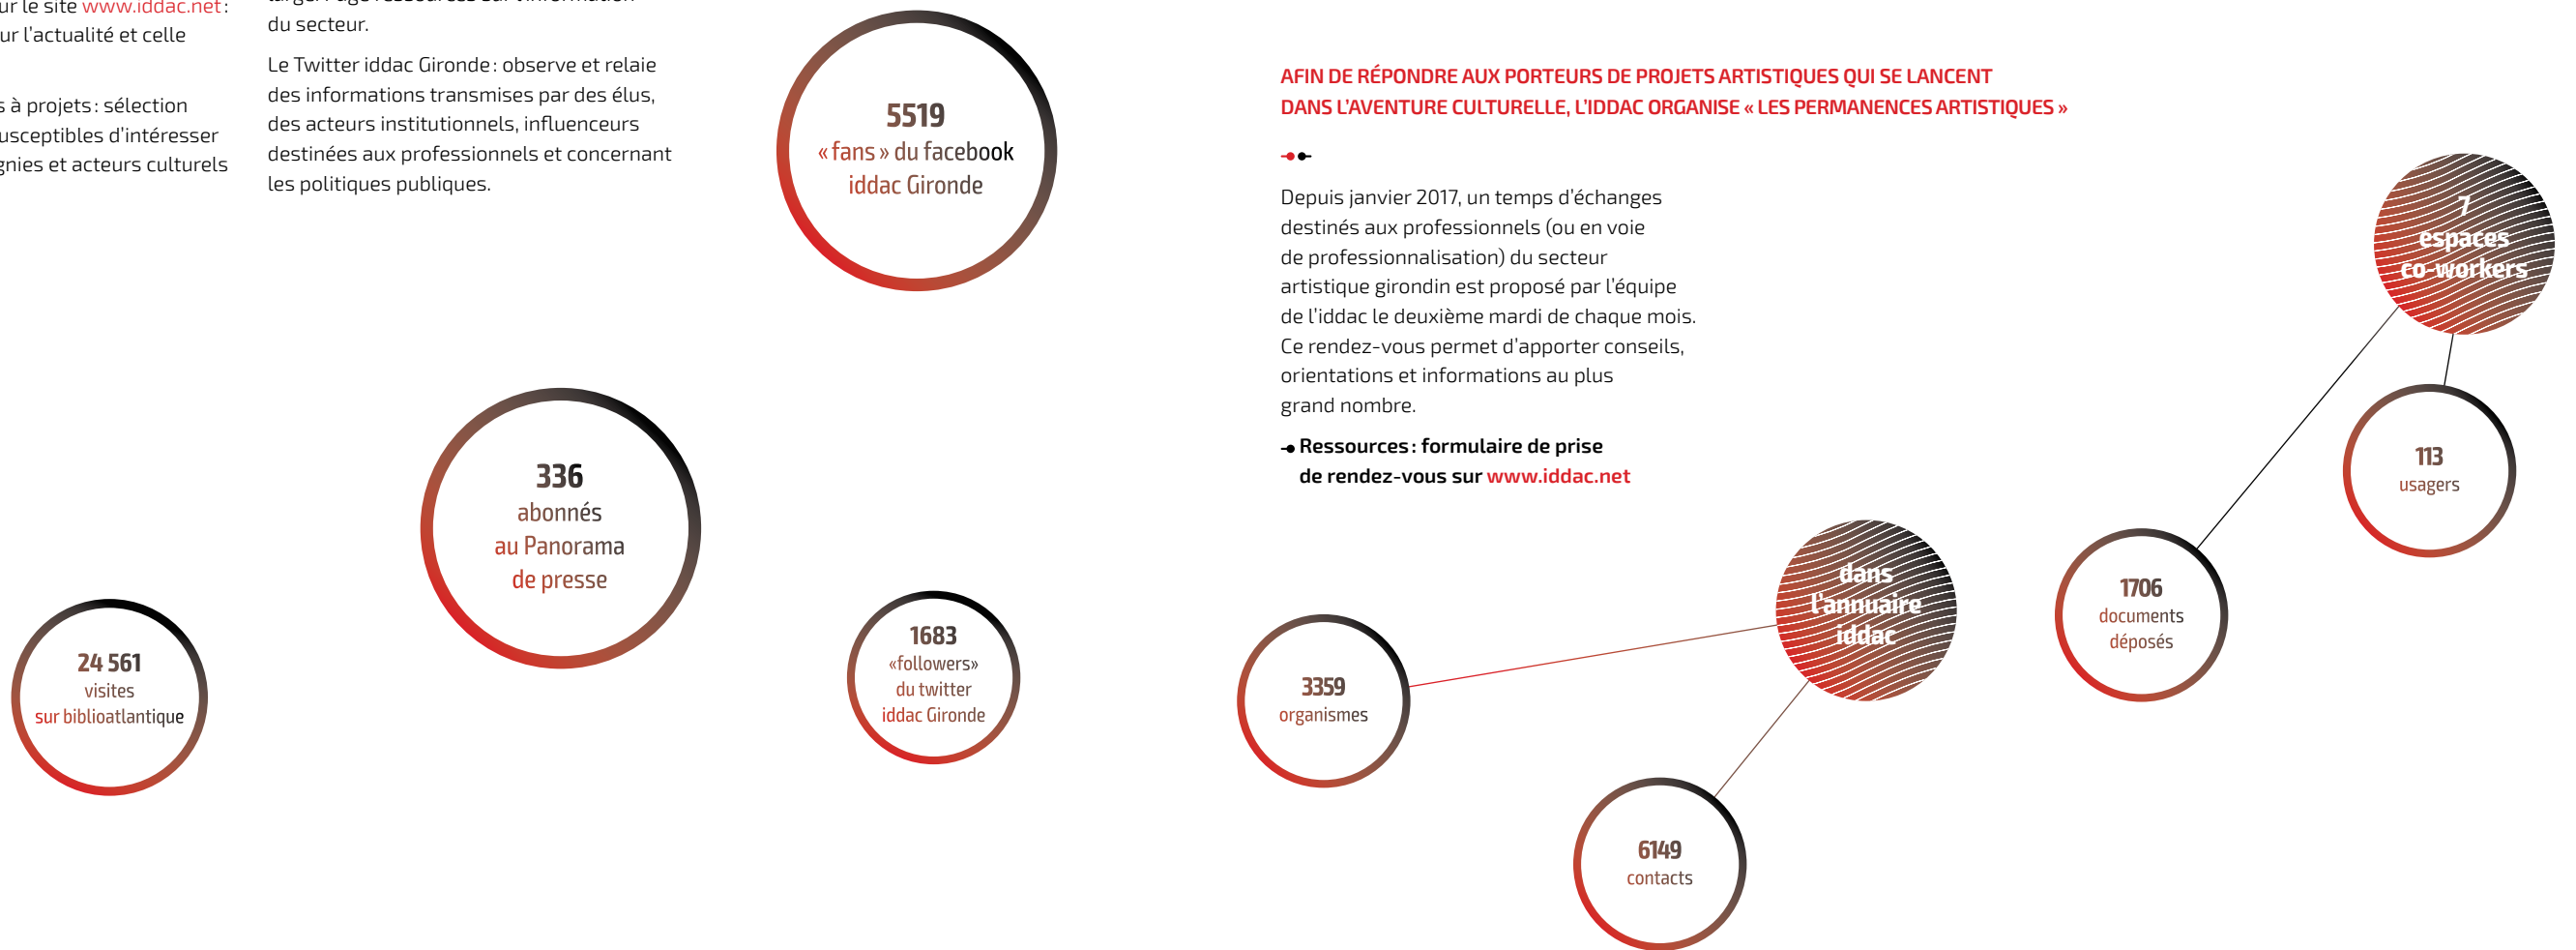 ur le site www.iddac.net :
ur l’actualité et celle
s à projets : sélection
usceptibles d’intéresser
gnies et acteurs culturels
large. Page ressources sur l’information
du secteur.
Le Twitter iddac Gironde : observe et relaie
des informations transmises par des élus,
des acteurs institutionnels, influenceurs
destinées aux professionnels et concernant
les politiques publiques.
5519
« fans » du facebook
iddac Gironde
336
abonnés
au Panorama
de presse
24 561
visites
sur biblioatlantique
1683
«followers»
du twitter
iddac Gironde
AFIN DE RÉPONDRE AUX PORTEURS DE PROJETS ARTISTIQUES QUI SE LANCENT
DANS L’AVENTURE CULTURELLE, L’IDDAC ORGANISE « LES PERMANENCES ARTISTIQUES »
Depuis janvier 2017, un temps d’échanges
destinés aux professionnels (ou en voie
de professionnalisation) du secteur
artistique girondin est proposé par l’équipe
de l’iddac le deuxième mardi de chaque mois.
Ce rendez-vous permet d’apporter conseils,
orientations et informations au plus
grand nombre.
Ressources : formulaire de prise
de rendez-vous sur www.iddac.net
7
espaces
co-workers
113
usagers
1706
documents
déposés
dans
l’annuaire
iddac
3359
organismes
6149
contacts